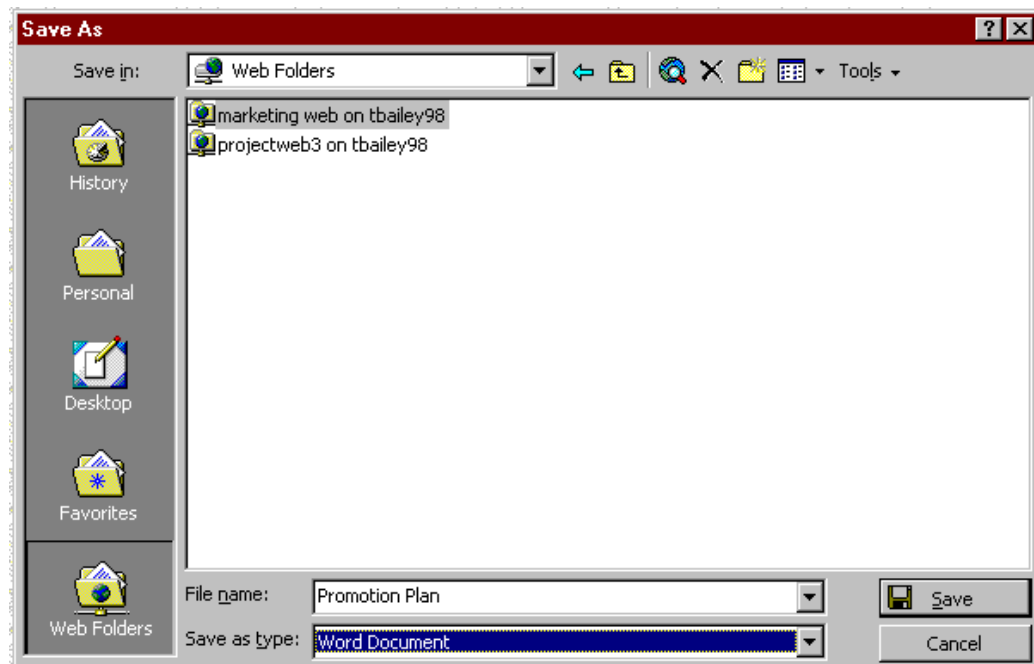 Save As
Save in: Web Folders Tools
marketing web on tbailey98
projectweb3 on tbailey98
History
Personal
Desktop
Favorites
Web Folders
File name: Promotion Plan Save
Save as type: Word Document Cancel